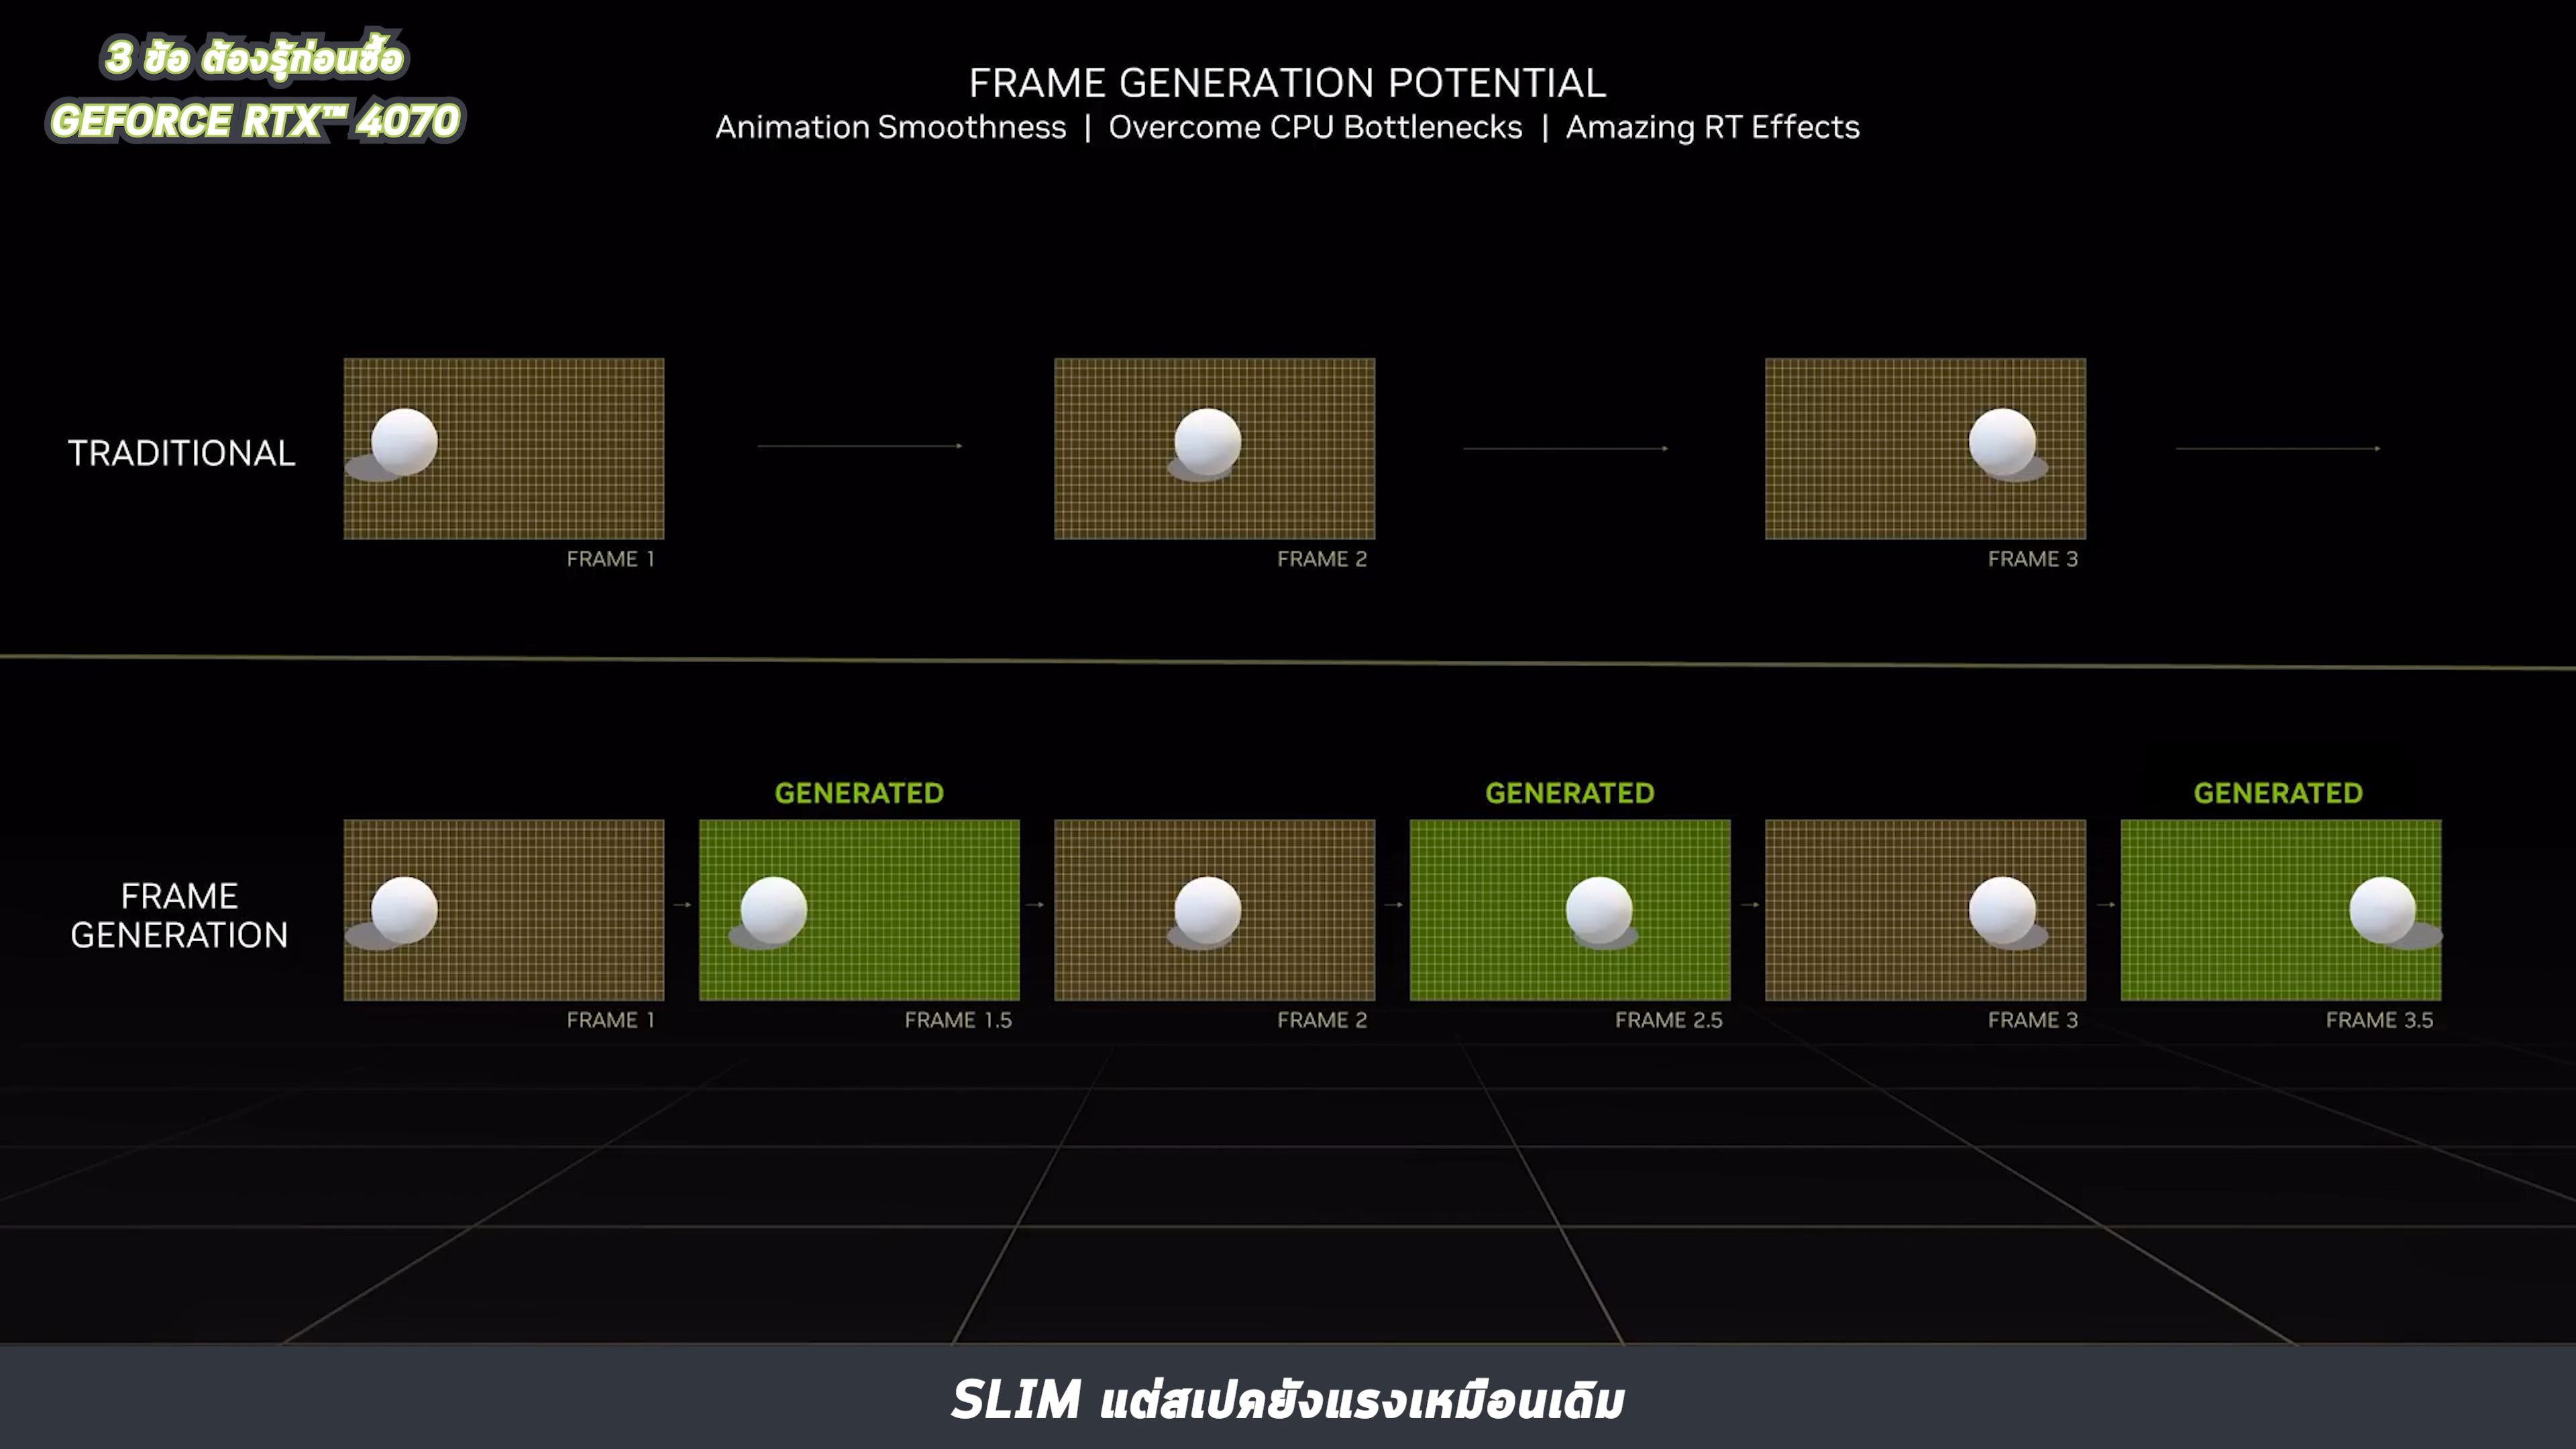 3 ข้อ ต้องรู้ก่อนซื้อ
GEFORCE RTX™ 4070
FRAME GENERATION POTENTIAL
Animation Smoothness | Overcome CPU Bottlenecks | Amazing RT Effects
TRADITIONAL
FRAME 1
FRAME 2
FRAME 3
GENERATED
GENERATED
GENERATED
FRAME
GENERATION
FRAME 1
FRAME 1.5
FRAME 2
FRAME 2.5
FRAME 3
FRAME 3.5
SLIM แต่สเปคยังแรงเหมือนเดิม